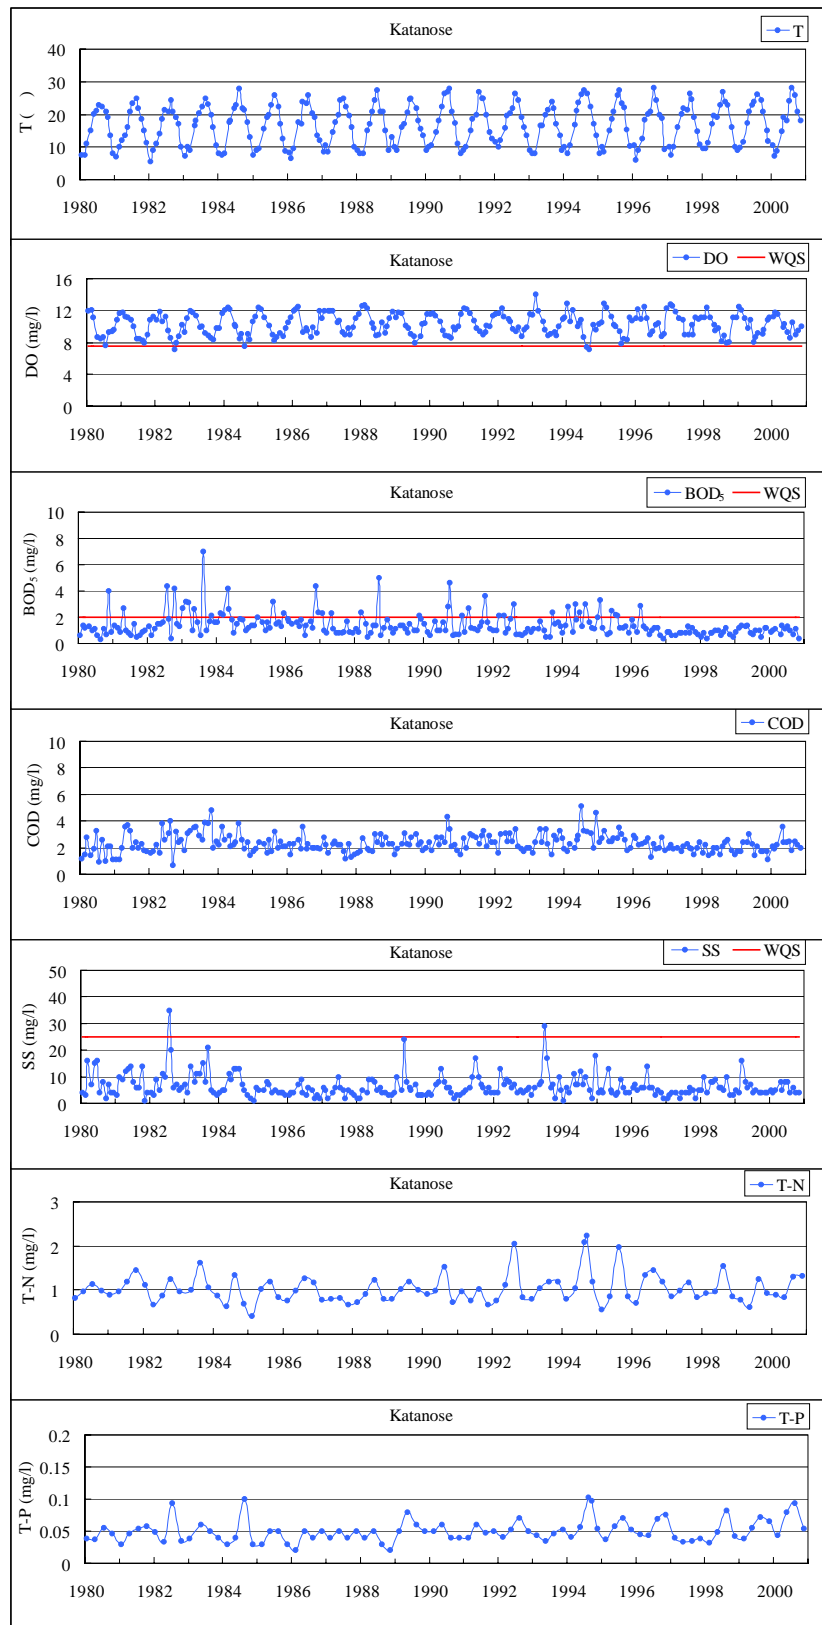 Katanose
T
T ( )
40
30
20
10
0
1980 1982 1984 1986 1988 1990 1992 1994 1996 1998 2000
Katanose
DO WQS
DO (mg/l)
16
12
8
4
0
1980 1982 1984 1986 1988 1990 1992 1994 1996 1998 2000
Katanose
BOD₅ WQS
BOD₅ (mg/l)
10
8
6
4
2
0
1980 1982 1984 1986 1988 1990 1992 1994 1996 1998 2000
Katanose
COD
COD (mg/l)
10
8
6
4
2
0
1980 1982 1984 1986 1988 1990 1992 1994 1996 1998 2000
Katanose
SS WQS
SS (mg/l)
50
40
30
20
10
0
1980 1982 1984 1986 1988 1990 1992 1994 1996 1998 2000
Katanose
T-N
T-N (mg/l)
3
2
1
0
1980 1982 1984 1986 1988 1990 1992 1994 1996 1998 2000
Katanose
T-P
T-P (mg/l)
0.2
0.15
0.1
0.05
0
1980 1982 1984 1986 1988 1990 1992 1994 1996 1998 2000